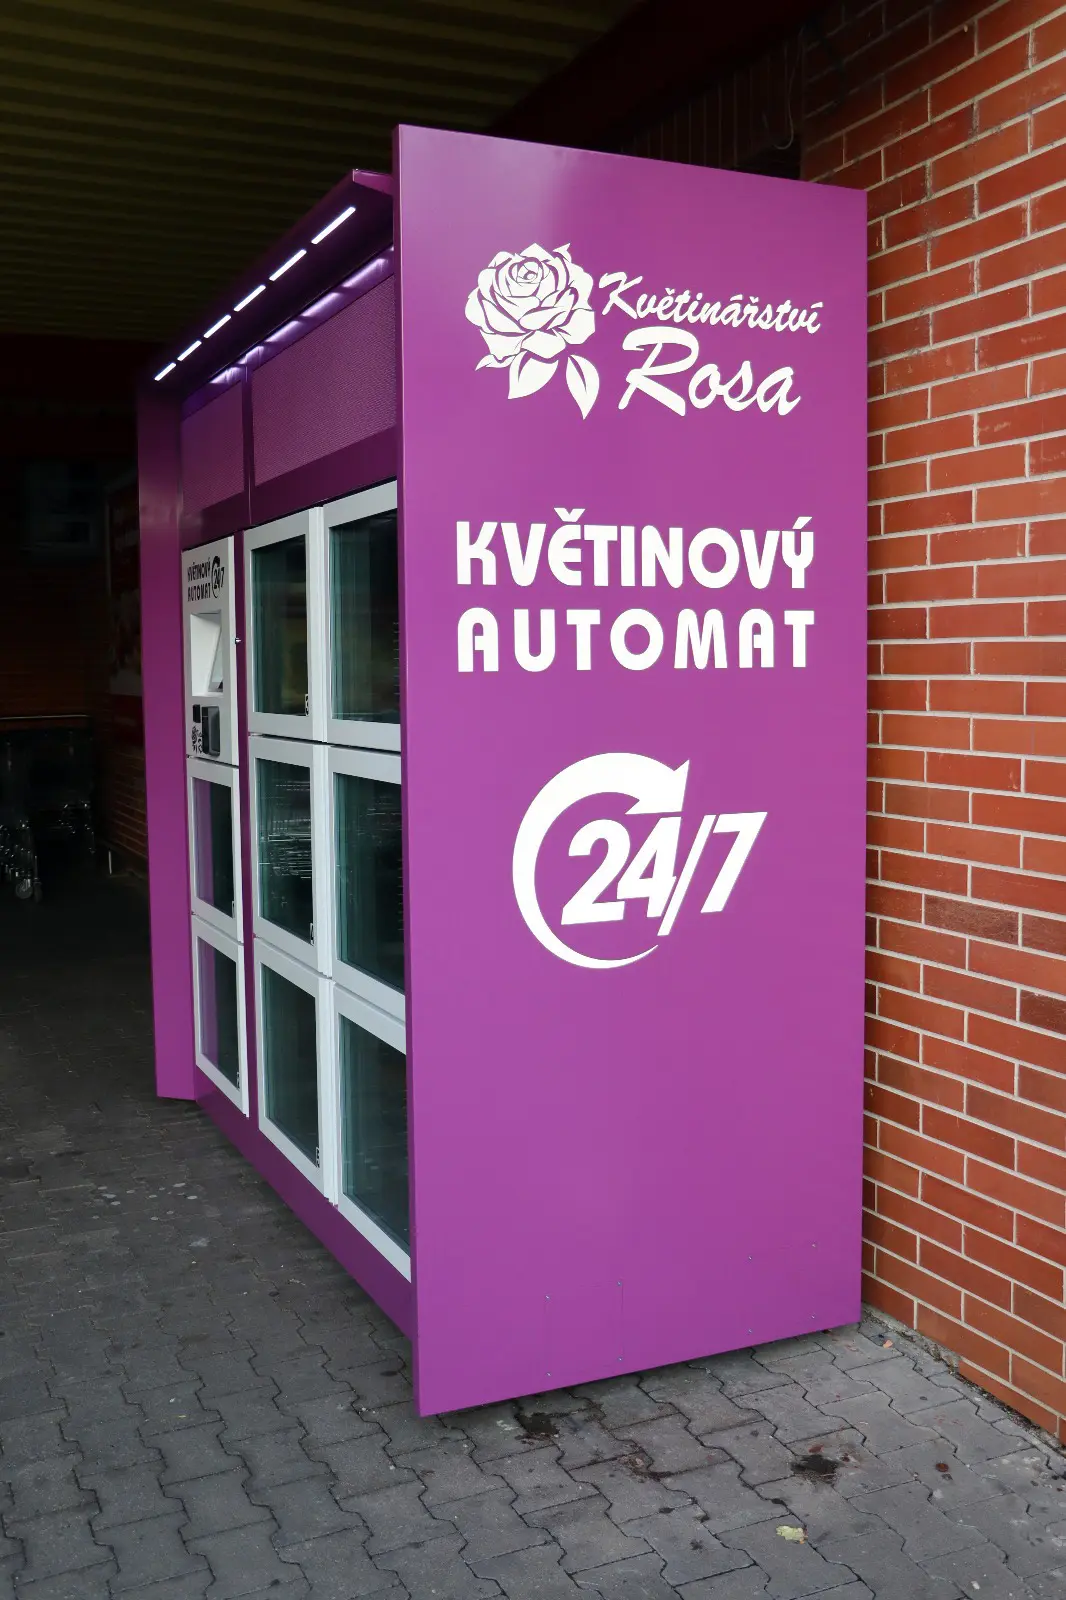 Květinářství
Rosa
KVĚTINOVÝ
AUTOMAT
24/7
KVĚTINOVÝ
AUTOMAT
24/7